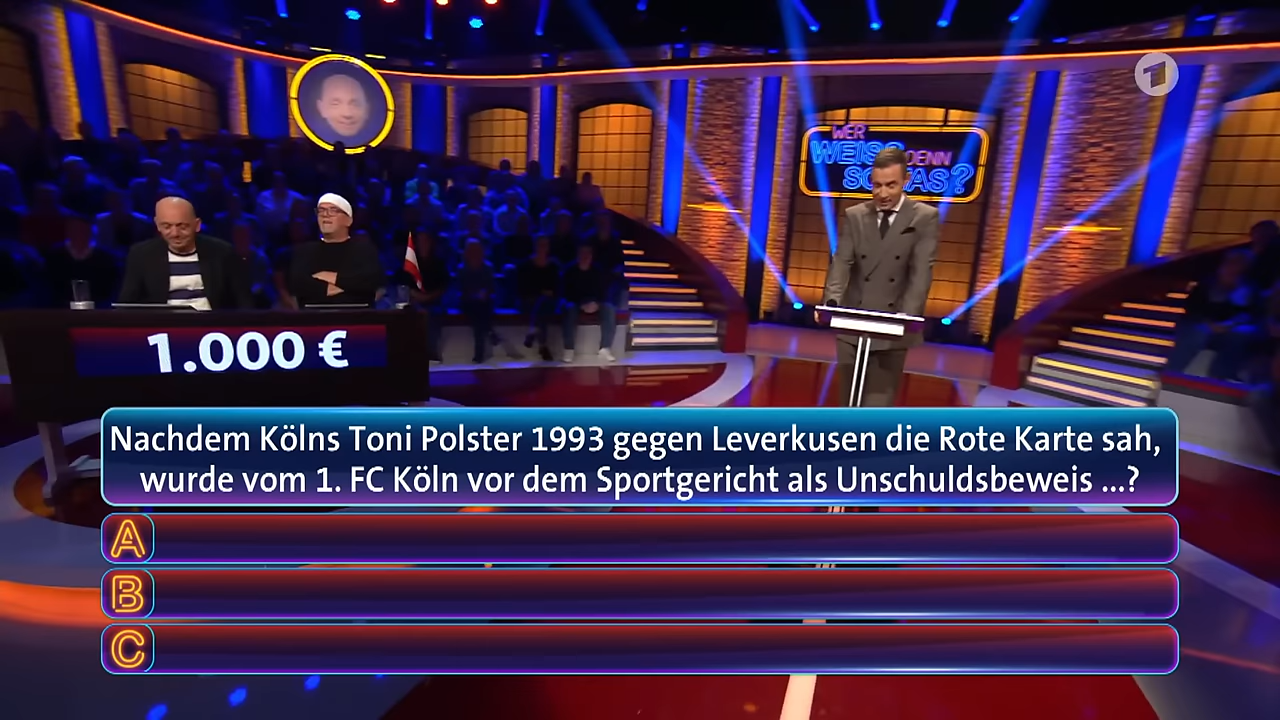 1
WER
WEISS DENN
SOWAS?
1.000 €
Nachdem Kölns Toni Polster 1993 gegen Leverkusen die Rote Karte sah,
wurde vom 1. FC Köln vor dem Sportgericht als Unschuldsbeweis ...?
A
B
C